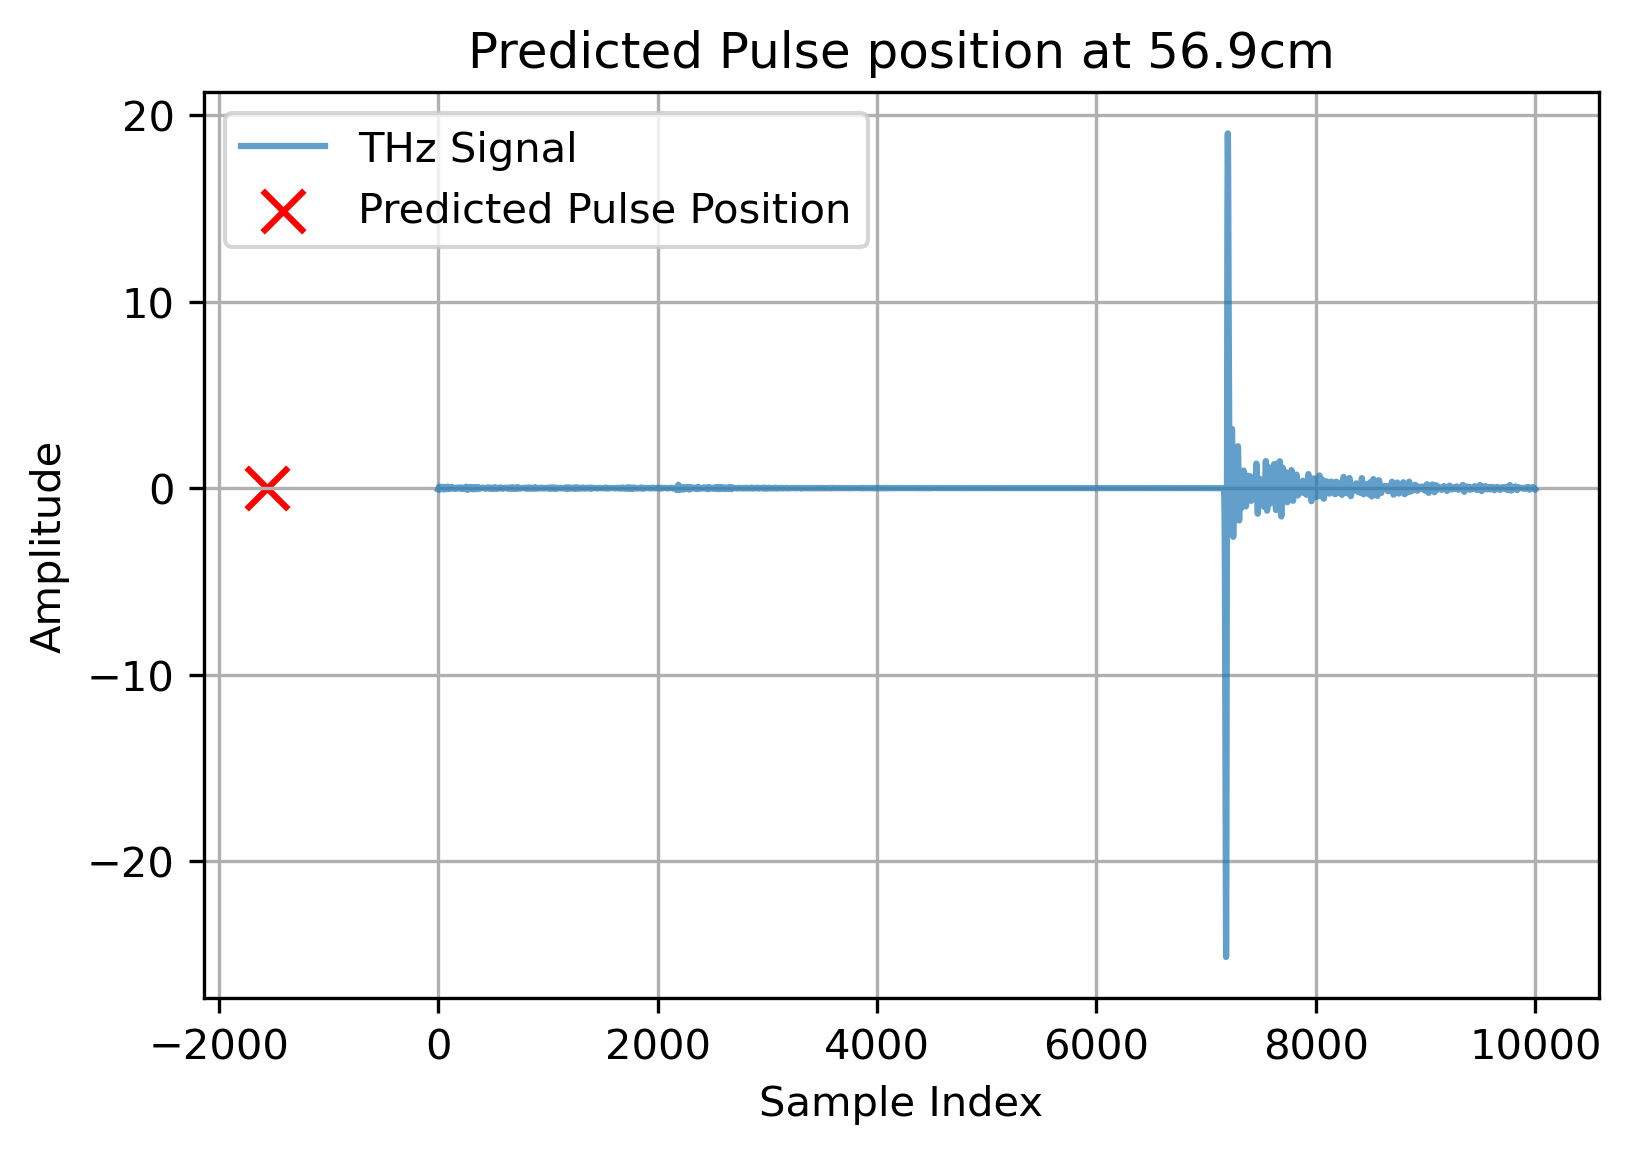 Predicted Pulse position at 56.9cm
THz Signal
Predicted Pulse Position
20
10
0
−10
−20
Amplitude
−2000 0 2000 4000 6000 8000 10000
Sample Index